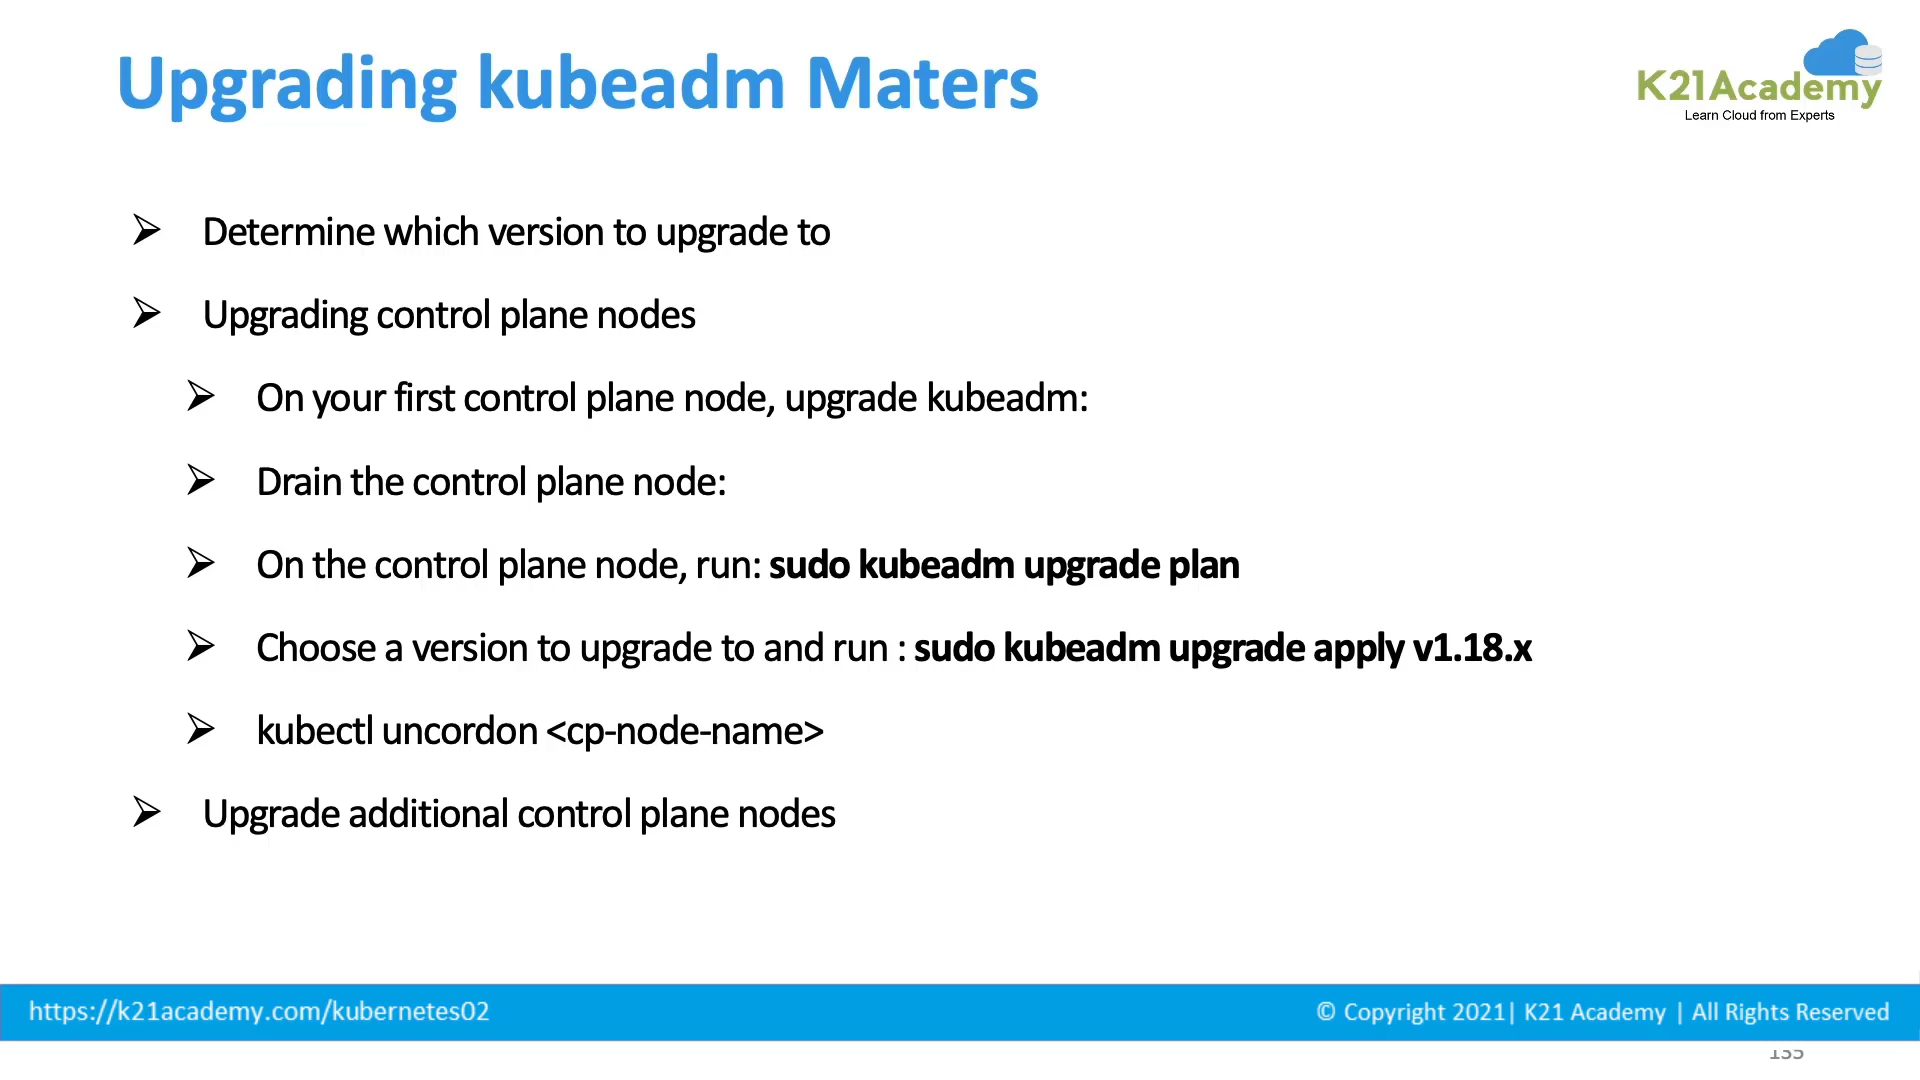 Upgrading kubeadm Maters
K21Academy
Learn Cloud from Experts
Determine which version to upgrade to
Upgrading control plane nodes
On your first control plane node, upgrade kubeadm:
Drain the control plane node:
On the control plane node, run: sudo kubeadm upgrade plan
Choose a version to upgrade to and run : sudo kubeadm upgrade apply v1.18.x
kubectl uncordon <cp-node-name>
Upgrade additional control plane nodes
https://k21academy.com/kubernetes02
© Copyright 2021| K21 Academy | All Rights Reserved
135